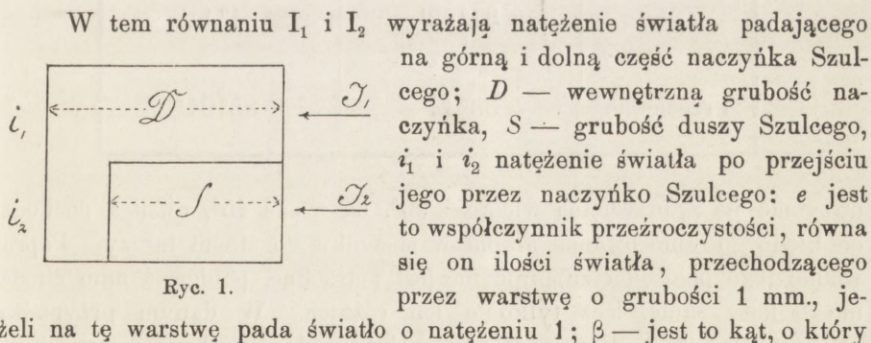 W tem równaniu I₁ i I₂ wyrażają natężenie światła padającego
na górną i dolną część naczyńka Szul-
cego; D — wewnętrzną grubość na-
czyńka, S — grubość duszy Szulcego,
i₁ i i₂ natężenie światła po przejściu
jego przez naczyńko Szulcego: e jest
to współczynnik przeźroczystości, równa
się on ilości światła, przechodzącego
przez warstwę o grubości 1 mm., je-
żeli na tę warstwę pada światło o natężeniu 1; β — jest to kąt, o który
D
J₁
i₁
S
J₂
i₂
Ryc. 1.